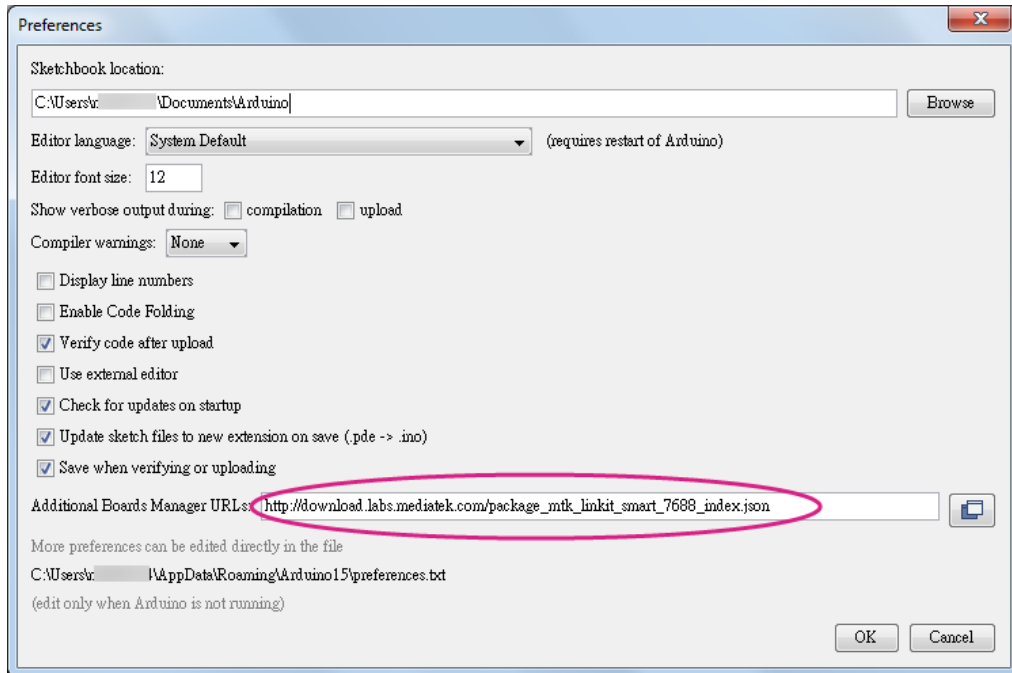 Preferences
Sketchbook location:
C:\Users\r \Documents\Arduino
Browse
Editor language: System Default (requires restart of Arduino)
Editor font size: 12
Show verbose output during: compilation upload
Compiler warnings: None
Display line numbers
Enable Code Folding
Verify code after upload
Use external editor
Check for updates on startup
Update sketch files to new extension on save (.pde -> .ino)
Save when verifying or uploading
Additional Boards Manager URLs: http://download.labs.mediatek.com/package_mtk_linkit_smart_7688_index.json
More preferences can be edited directly in the file
C:\Users\r \AppData\Roaming\Arduino15\preferences.txt
(edit only when Arduino is not running)
OK Cancel